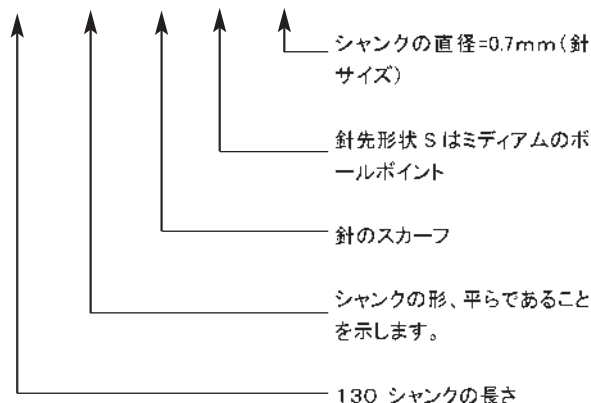 シャンクの直径=0.7mm(針
サイズ)
針先形状 S はミディアムのボ
ールポイント
針のスカーフ
シャンクの形、平らであること
を示します。
130 シャンクの長さ